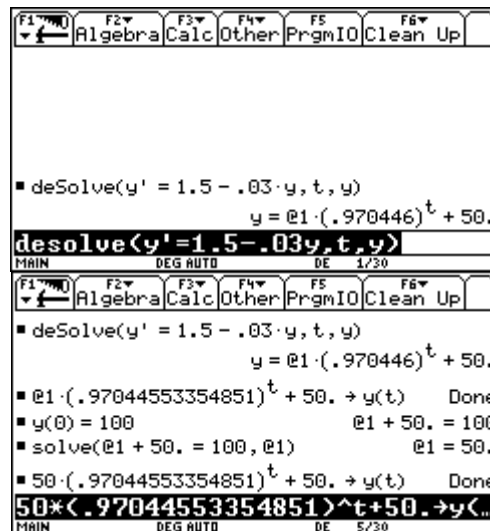 F1 F2 F3 F4 F5 F6
Algebra Calc Other PrgmIO Clean Up
▪ deSolve(y' = 1.5 - .03·y, t, y)
y = @1·(.970446)^t + 50.
desolve(y'=1.5-.03y,t,y)
MAIN DEG AUTO DE 1/30
F1 F2 F3 F4 F5 F6
Algebra Calc Other PrgmIO Clean Up
▪ deSolve(y' = 1.5 - .03·y, t, y)
y = @1·(.970446)^t + 50.
▪ @1·(.97044553354851)^t + 50. → y(t) Done
▪ y(0) = 100 @1 + 50. = 100
▪ solve(@1 + 50. = 100, @1) @1 = 50.
▪ 50·(.97044553354851)^t + 50. → y(t) Done
50*(.97044553354851)^t+50.→y(…
MAIN DEG AUTO DE 5/30